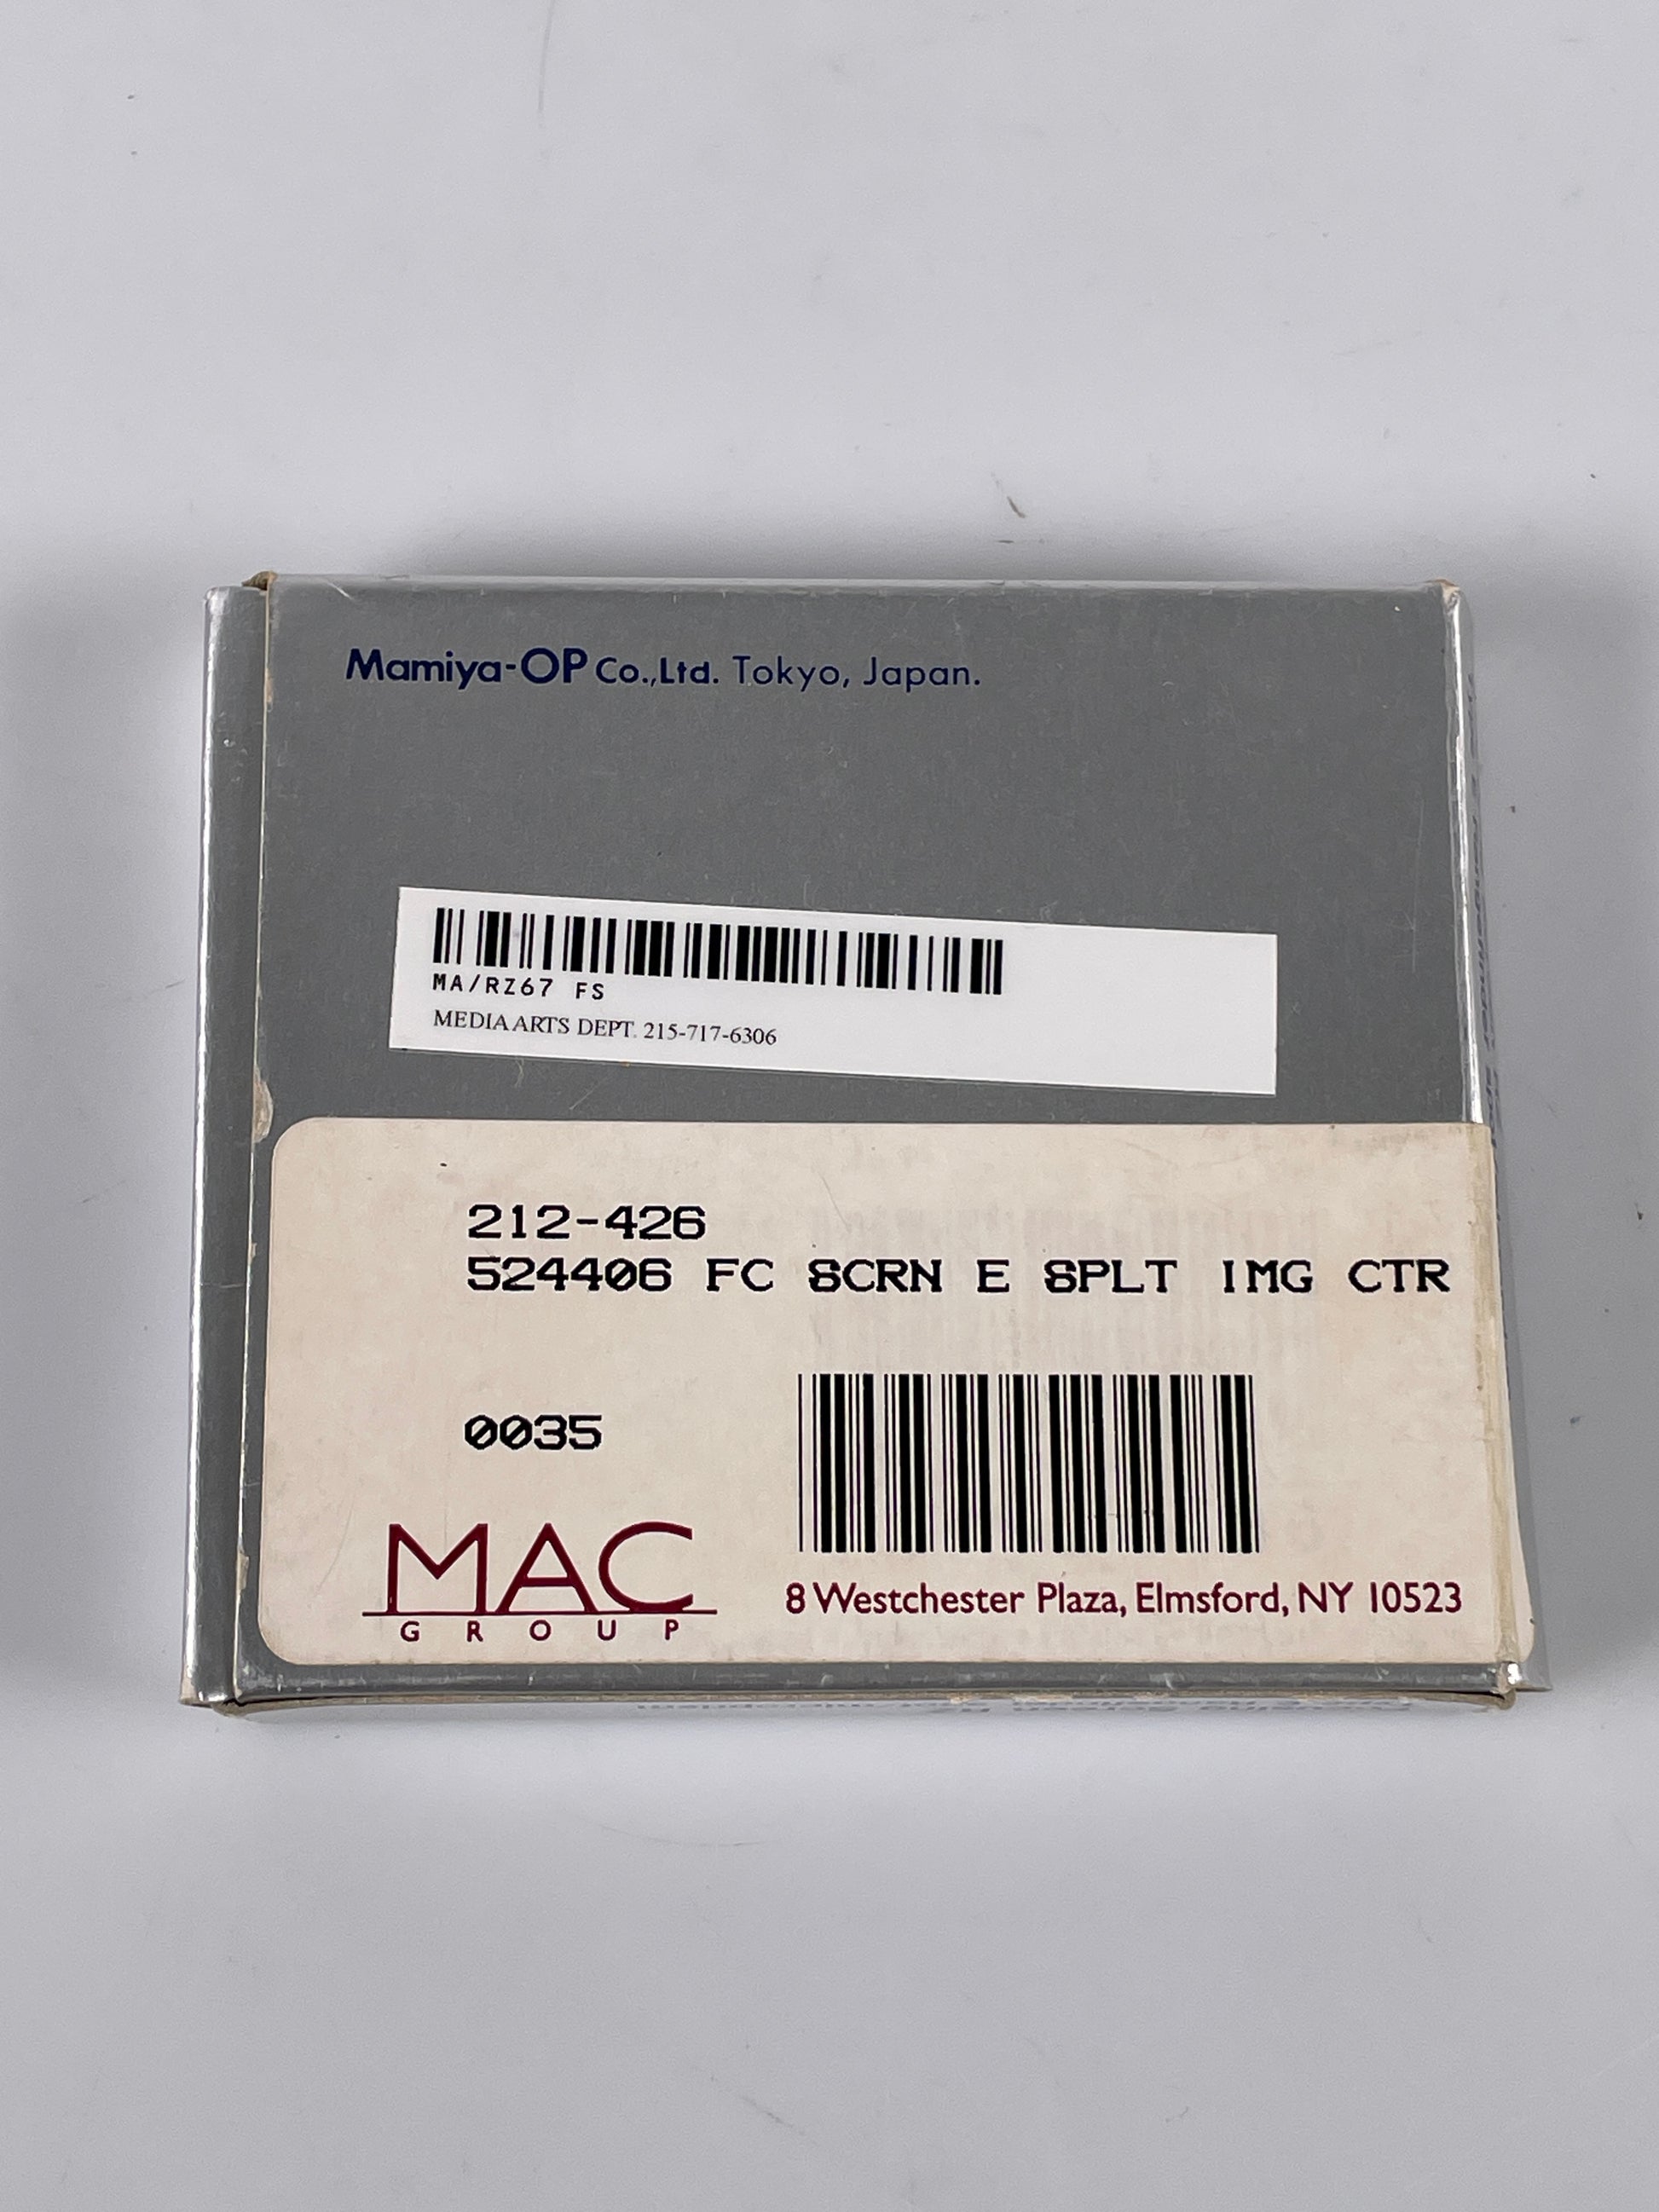 Mamiya-OP Co.,Ltd. Tokyo, Japan.
MA/RZ67 FS
MEDIA ARTS DEPT. 215-717-6306
212-426
524406 FC SCRN E SPLT IMG CTR
0035
MAC
GROUP
8 Westchester Plaza, Elmsford, NY 10523